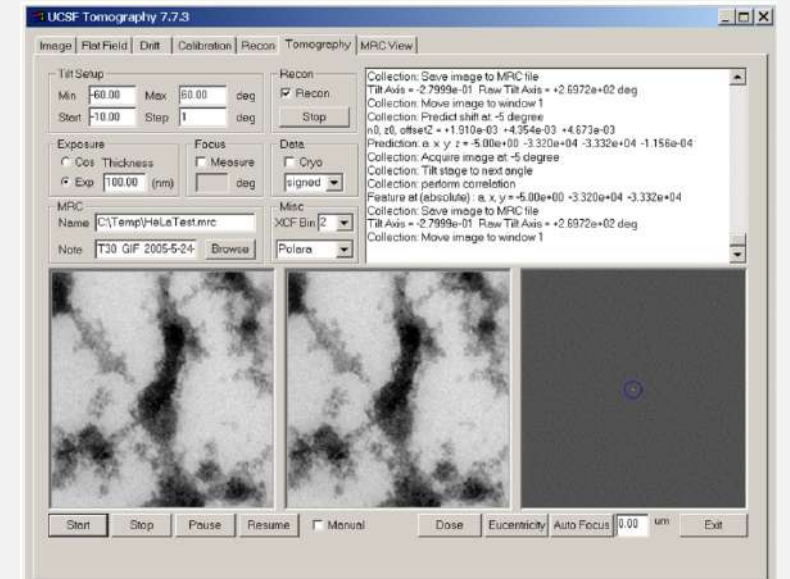 UCSF Tomography 7.7.3
Image Flat Field Drift Calibration Recon Tomography MRC View
Tilt Setup
Min -60.00 Max 60.00 deg
Start -10.00 Step 1 deg
Recon
Recon
Stop
Exposure
Cos Thickness
Exp 100.00 (nm)
Focus
Measure
deg
Data
Cryo
signed
MRC
Name C:\Temp\HeLaTest.mrc
Note T30 GIF 2005-5-24- Browse
Misc
XCF Bin 2
Polara
Collection: Save image to MRC file
Tilt Axis = -2.7999e-01 Raw Tilt Axis = +2.6972e+02 deg
Collection: Move image to window 1
Collection: Predict shift at -5 degree
n0, z0, offsetZ = +1.910e-03 +4.354e-03 +4.673e-03
Prediction: a x y z = -5.00e+00 -3.320e+04 -3.332e+04 -1.156e-04
Collection: Acquire image at -5 degree
Collection: Tilt stage to next angle
Collection: perform correlation
Feature at (absolute) : a, x, y = -5.00e+00 -3.320e+04 -3.332e+04
Collection: Save image to MRC file
Tilt Axis = -2.7999e-01 Raw Tilt Axis = +2.6972e+02 deg
Collection: Move image to window 1
Start Stop Pause Resume Manual Dose Eucentricity Auto Focus 0.00 um Exit